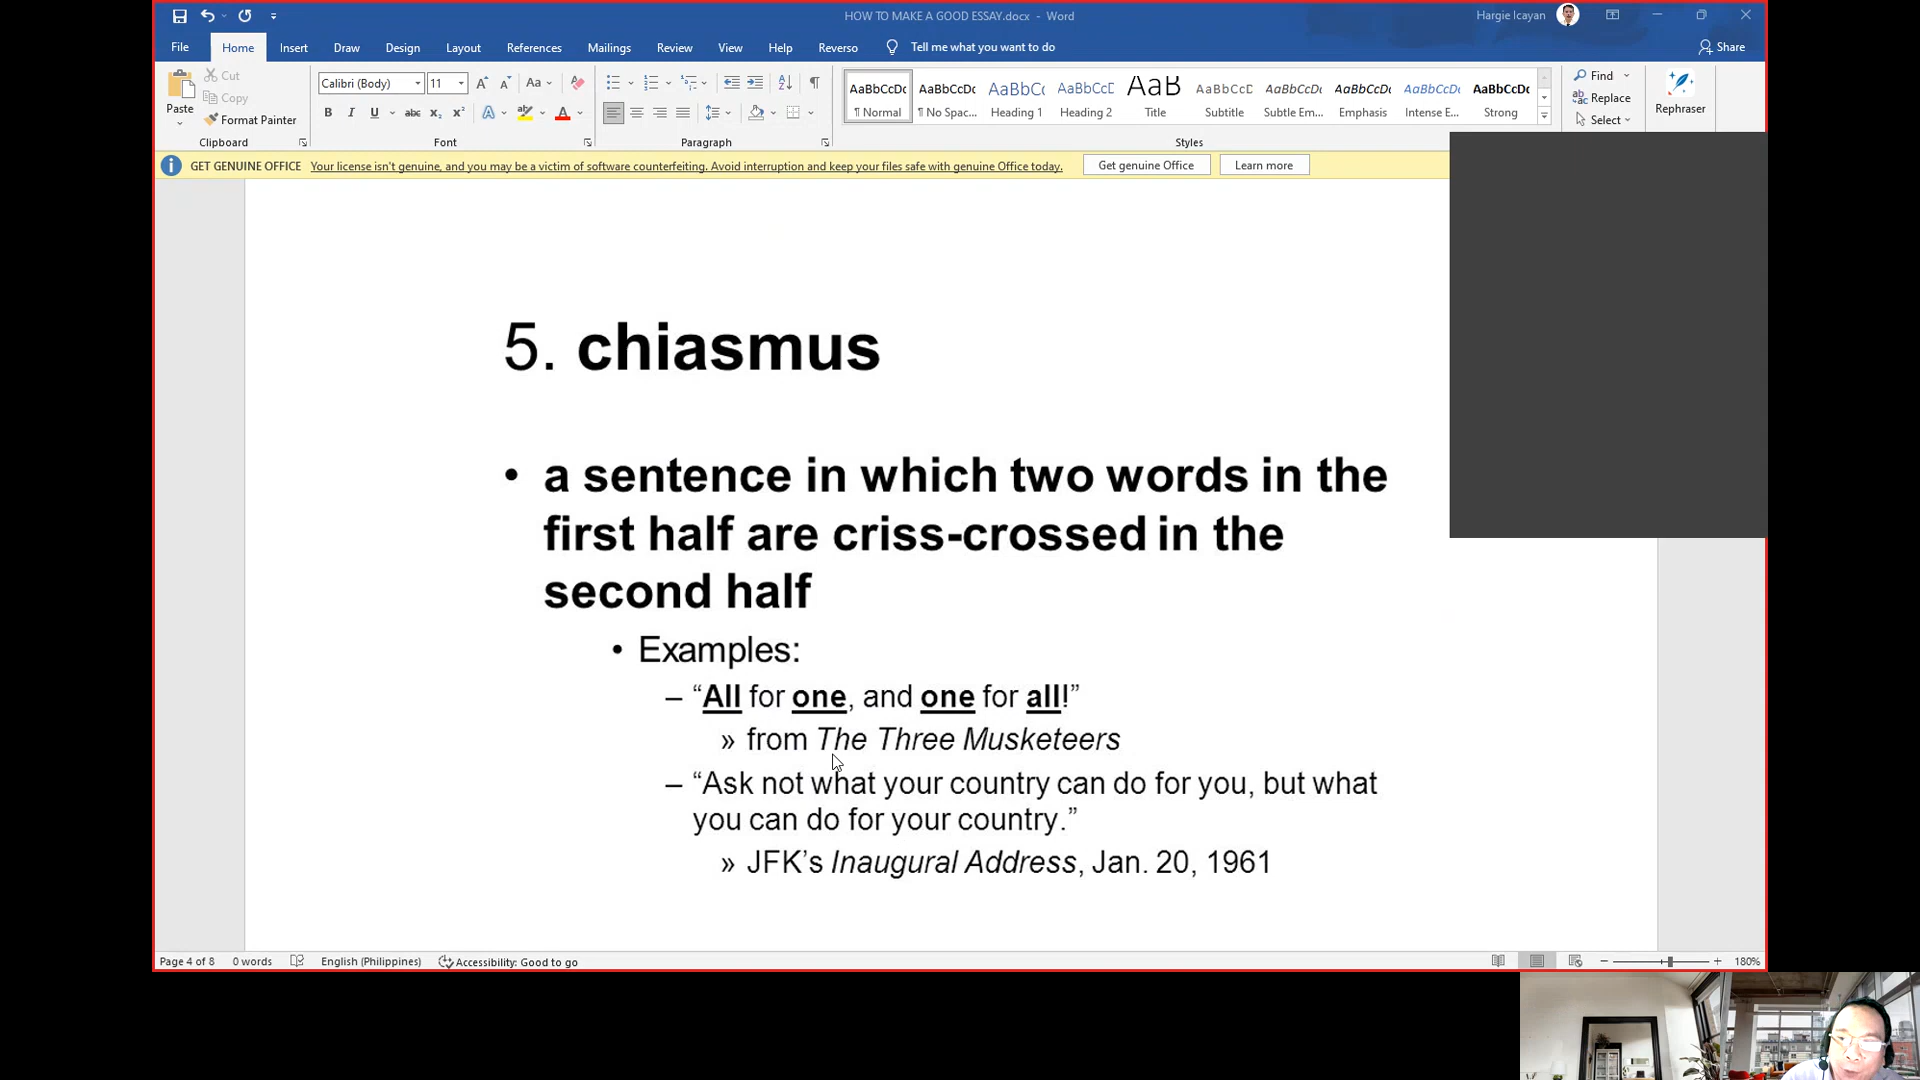 HOW TO MAKE A GOOD ESSAY.docx - Word
Hargie Icayan
File Home Insert Draw Design Layout References Mailings Review View Help Reverso Tell me what you want to do Share
Paste
Cut
Copy
Format Painter
Clipboard
Calibri (Body) 11
Font
Paragraph
AaBbCcDc AaBbCcDc AaBbC( AaBbCcD AaB AaBbCcD AaBbCcDc AaBbCcDc AaBbCcDc AaBbCcDc
¶ Normal ¶ No Spac... Heading 1 Heading 2 Title Subtitle Subtle Em... Emphasis Intense E... Strong
Styles
Find
Replace
Select
Rephraser
GET GENUINE OFFICE Your license isn't genuine, and you may be a victim of software counterfeiting. Avoid interruption and keep your files safe with genuine Office today. Get genuine Office Learn more
5. chiasmus
• a sentence in which two words in the
first half are criss-crossed in the
second half
• Examples:
– “All for one, and one for all!”
» from The Three Musketeers
– “Ask not what your country can do for you, but what
you can do for your country.”
» JFK’s Inaugural Address, Jan. 20, 1961
Page 4 of 8 0 words English (Philippines) Accessibility: Good to go 180%